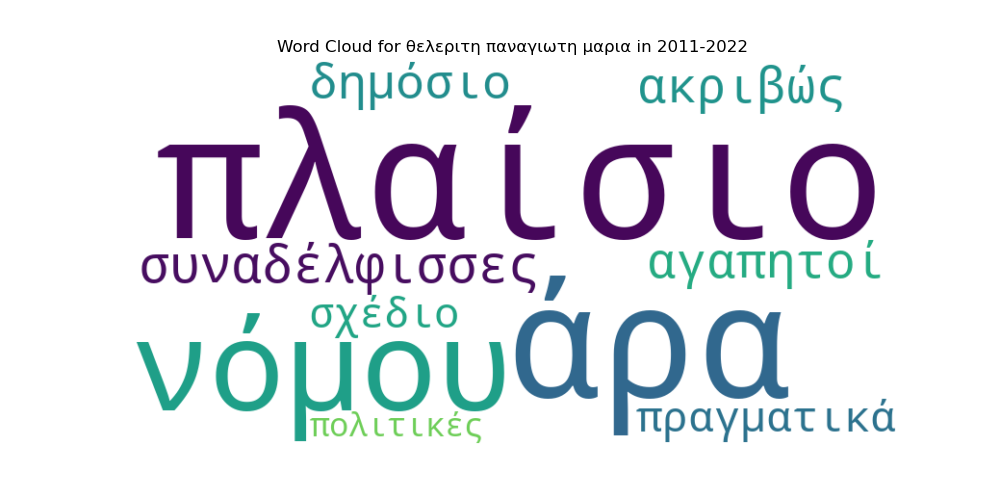 Word Cloud for θελεριτη παναγιωτη μαρια in 2011-2022
δημόσιο ακριβώς
πλαίσιο
συναδέλφισσες αγαπητοί
σχέδιο
νόμου άρα
πολιτικές πραγματικά